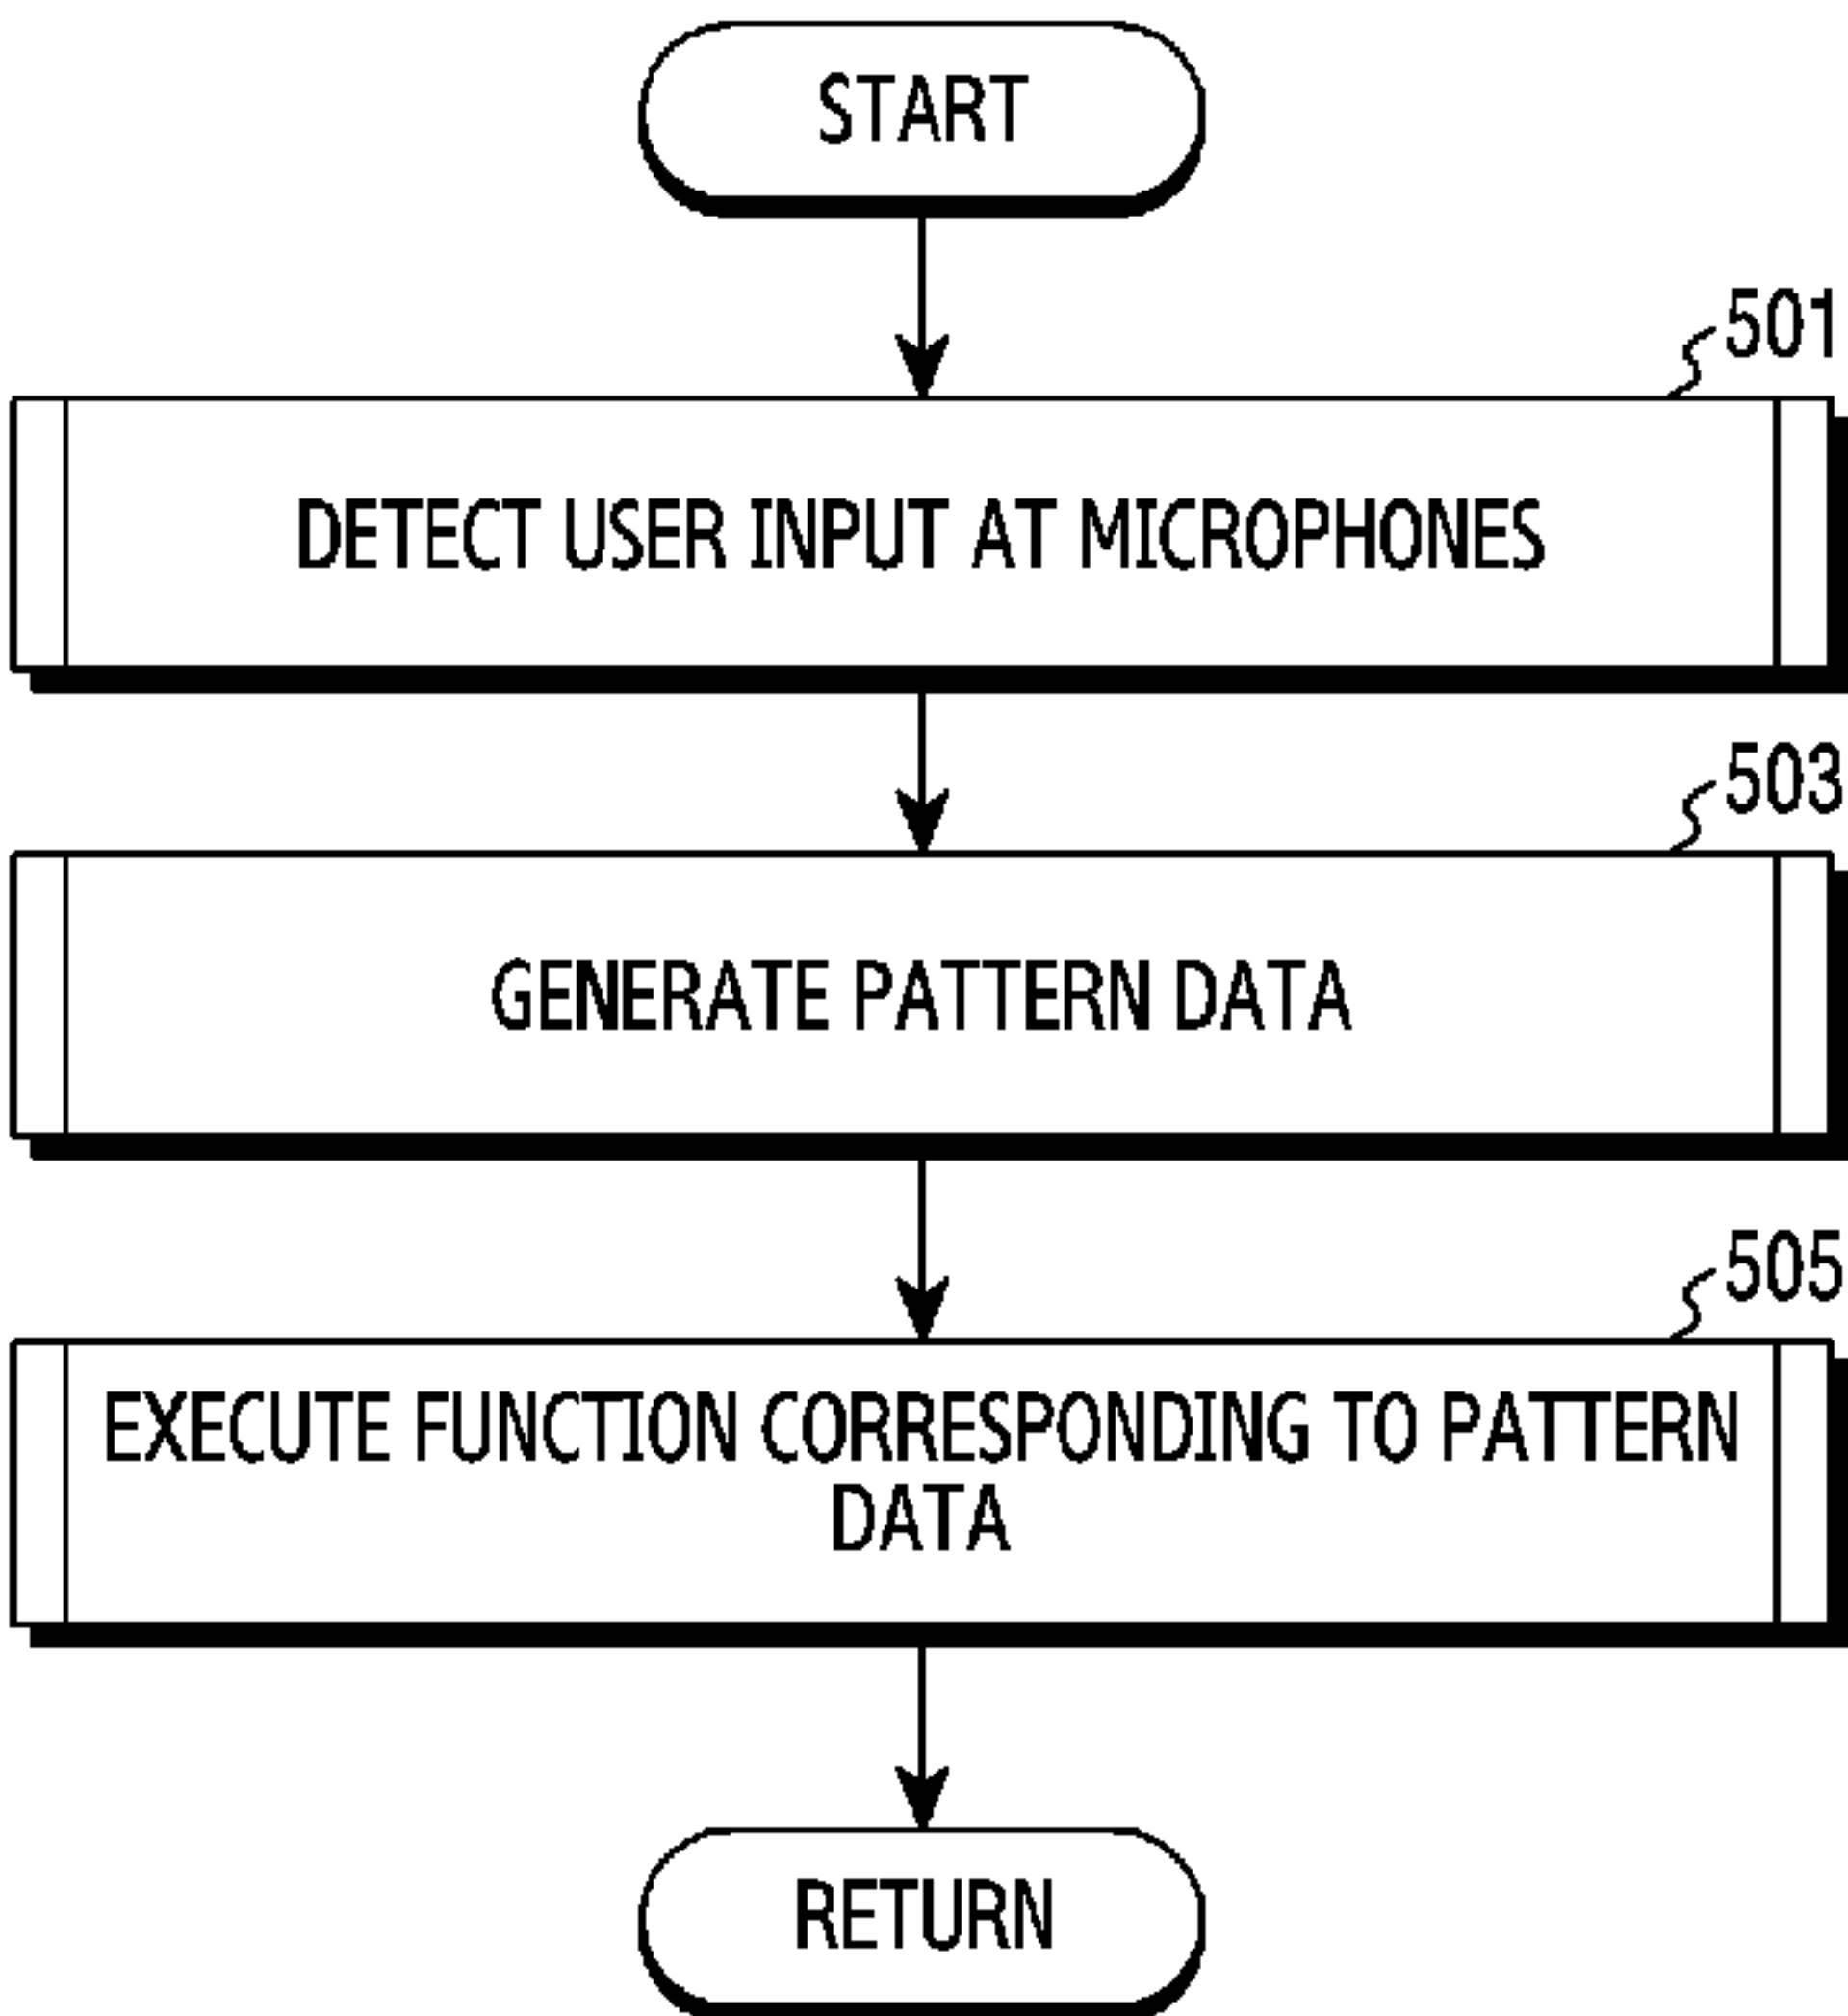 START
501
DETECT USER INPUT AT MICROPHONES
503
GENERATE PATTERN DATA
505
EXECUTE FUNCTION CORRESPONDING TO PATTERN
DATA
RETURN